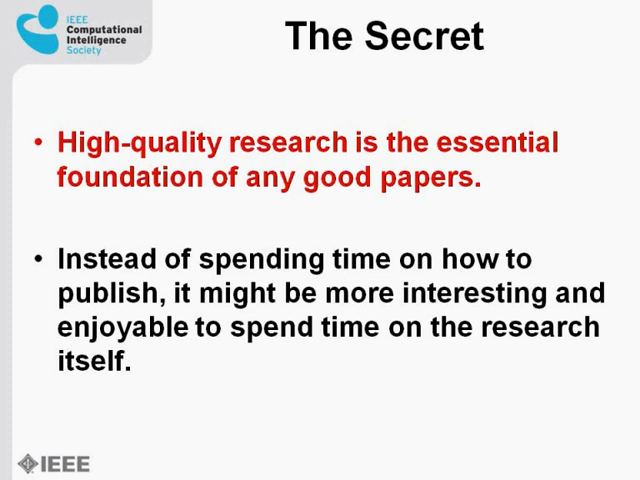 IEEE
Computational
Intelligence
Society
The Secret
• High-quality research is the essential
foundation of any good papers.
• Instead of spending time on how to
publish, it might be more interesting and
enjoyable to spend time on the research
itself.
IEEE